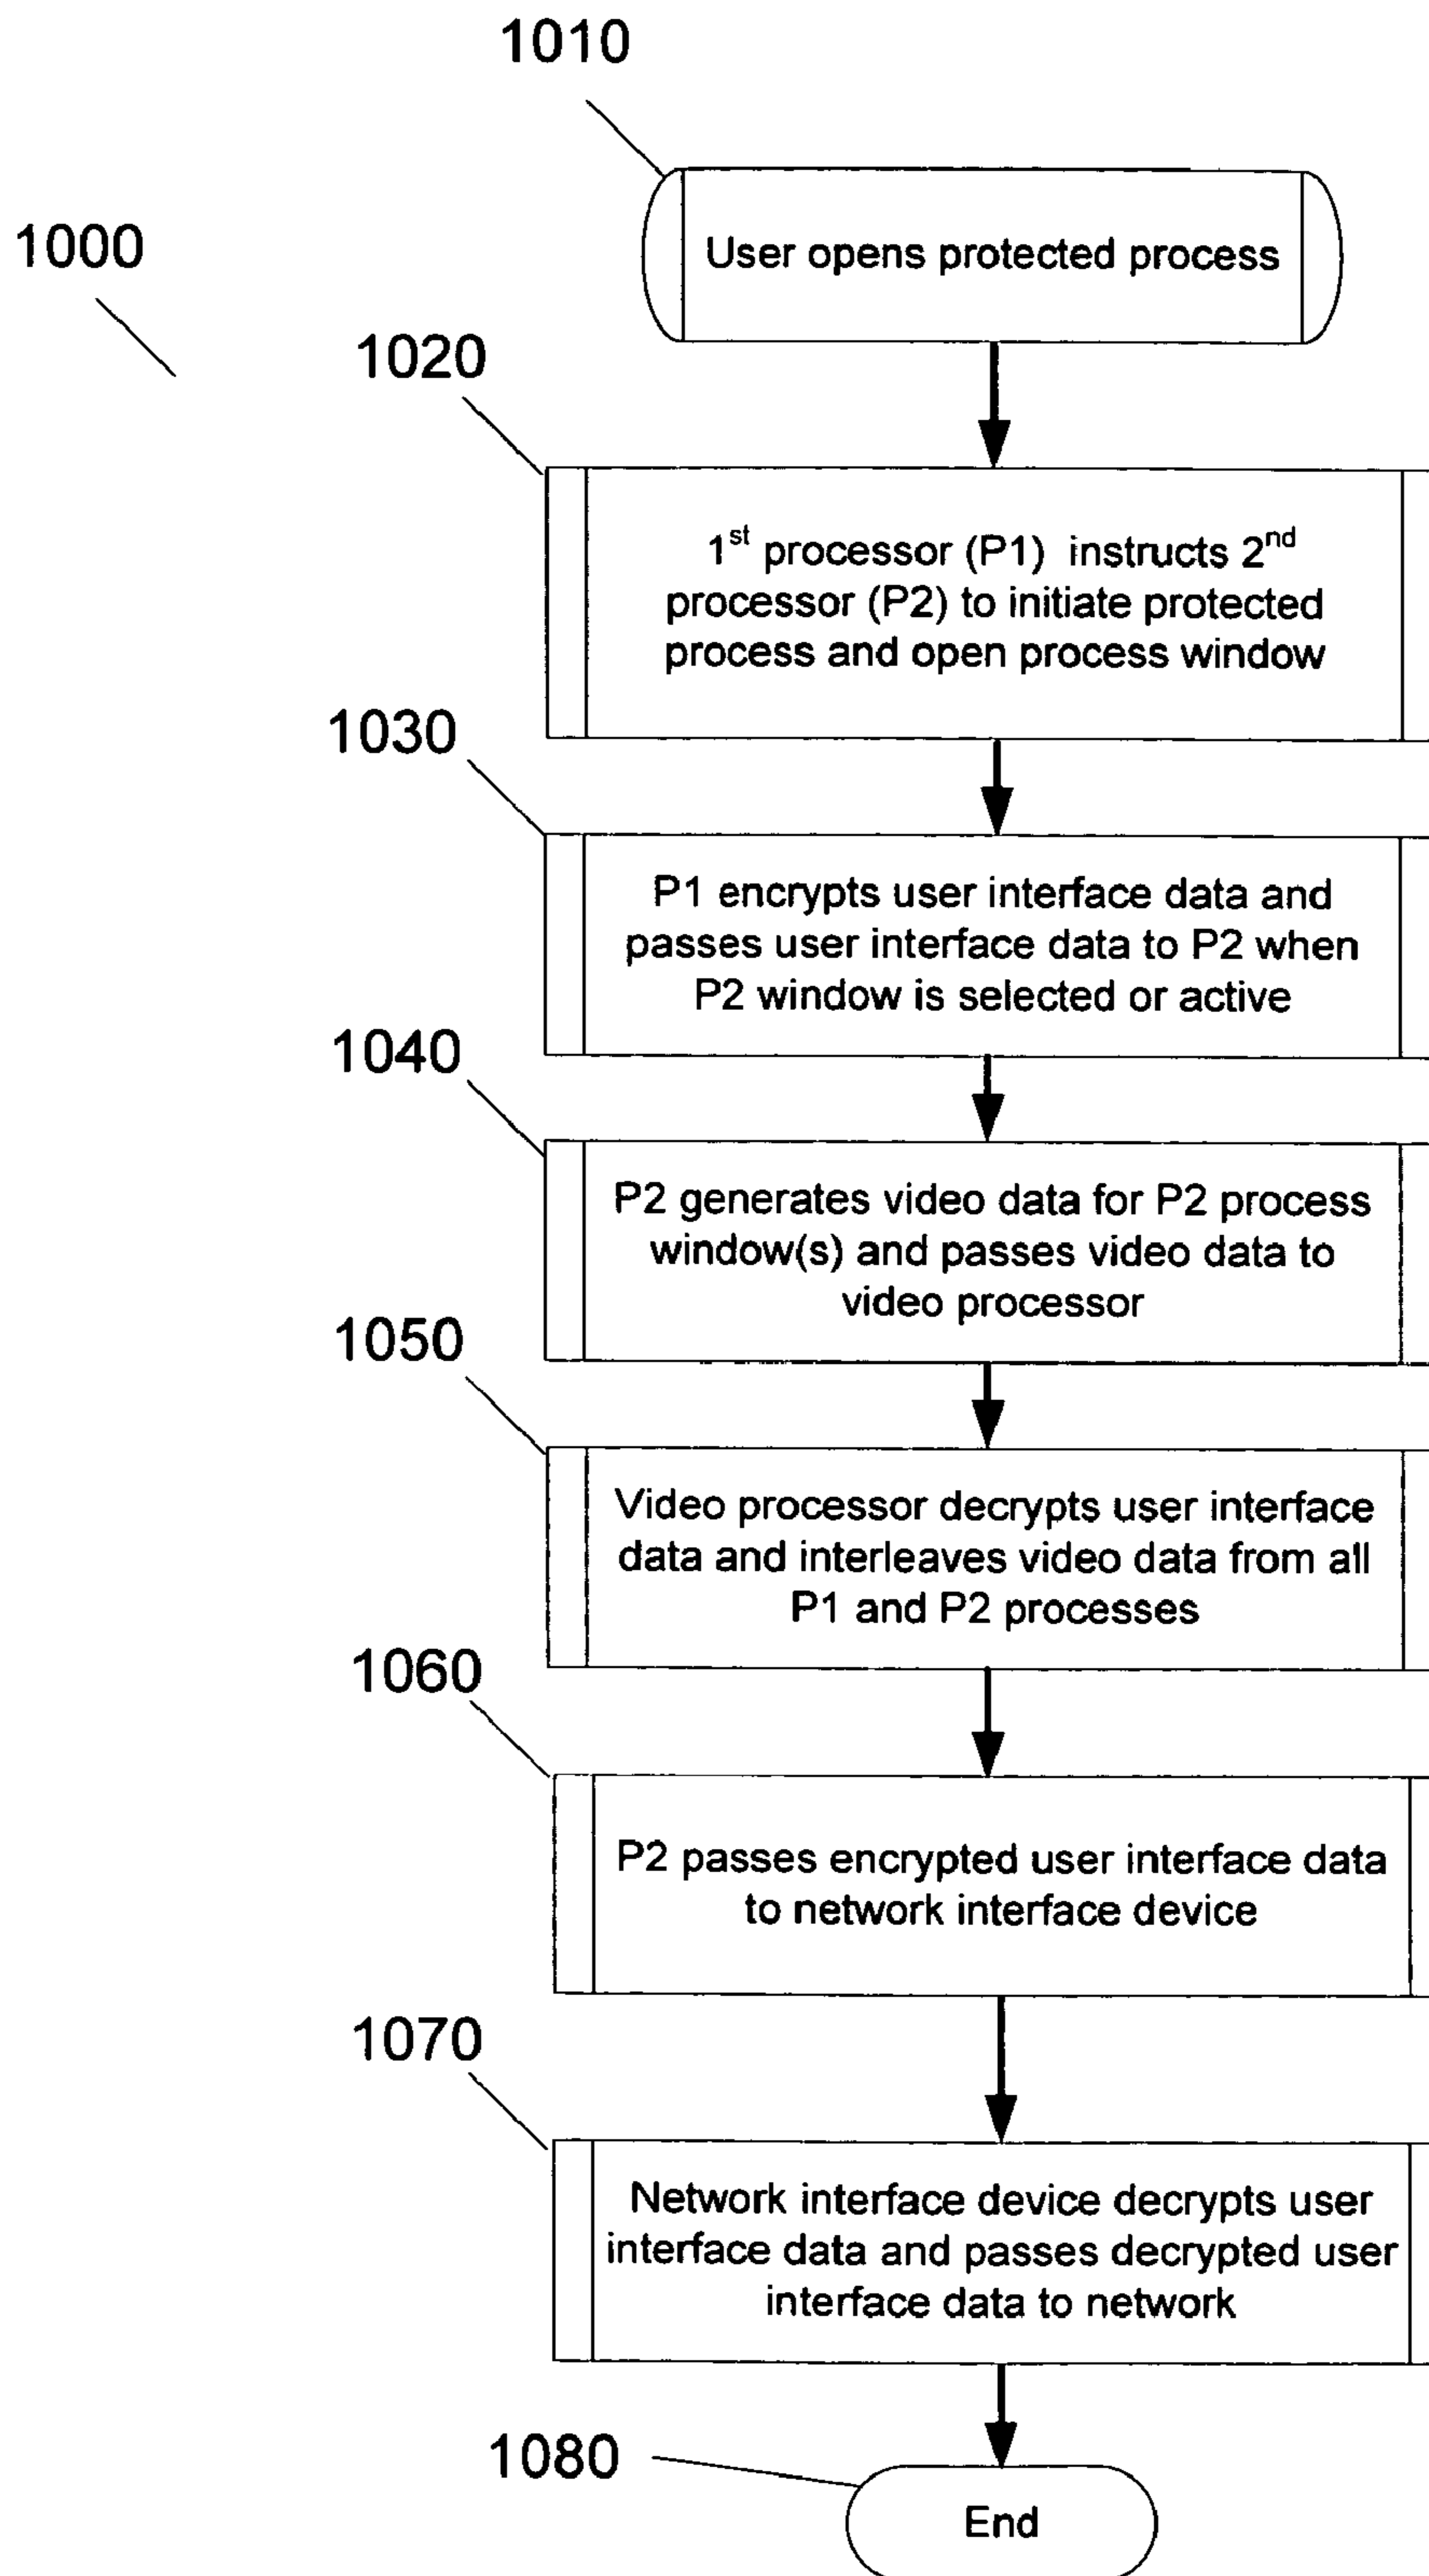 1010
1000
User opens protected process
1020
1st processor (P1) instructs 2nd
processor (P2) to initiate protected
process and open process window
1030
P1 encrypts user interface data and
passes user interface data to P2 when
P2 window is selected or active
1040
P2 generates video data for P2 process
window(s) and passes video data to
video processor
1050
Video processor decrypts user interface
data and interleaves video data from all
P1 and P2 processes
1060
P2 passes encrypted user interface data
to network interface device
1070
Network interface device decrypts user
interface data and passes decrypted user
interface data to network
1080
End